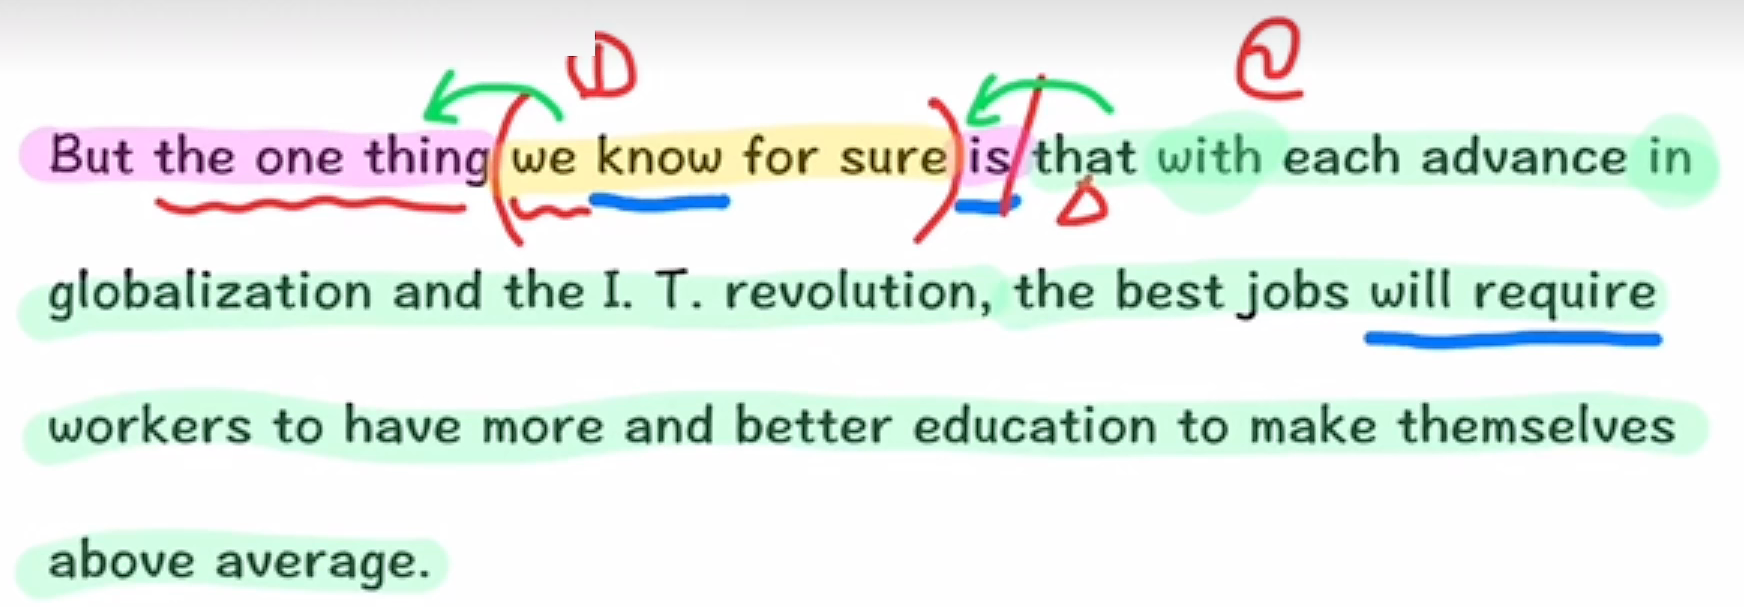 ① ②
But the one thing (we know for sure) is / that with each advance in
globalization and the I. T. revolution, the best jobs will require
workers to have more and better education to make themselves
above average.